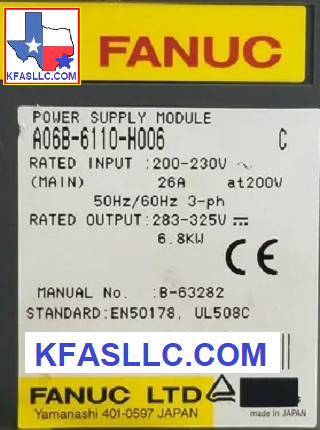 KFASLLC.COM
FANUC
POWER SUPPLY MODULE
A06B-6110-H006 C
RATED INPUT :200-230V ~
(MAIN) 26A at200V
50Hz/60Hz 3-ph
RATED OUTPUT:283-325V ⎓
6.8KW
CE
MANUAL No. :B-63282
STANDARD:EN50178, UL508C
KFASLLC.COM
FANUC LTD
Yamanashi 401-0597 JAPAN
made in JAPAN